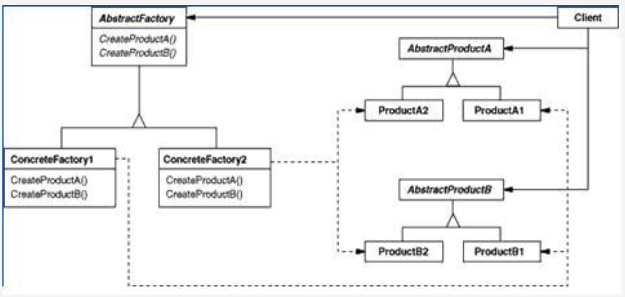 AbstractFactory
CreateProductA()
CreateProductB()
Client
AbstractProductA
ProductA2
ProductA1
ConcreteFactory1
CreateProductA()
CreateProductB()
ConcreteFactory2
CreateProductA()
CreateProductB()
AbstractProductB
ProductB2
ProductB1